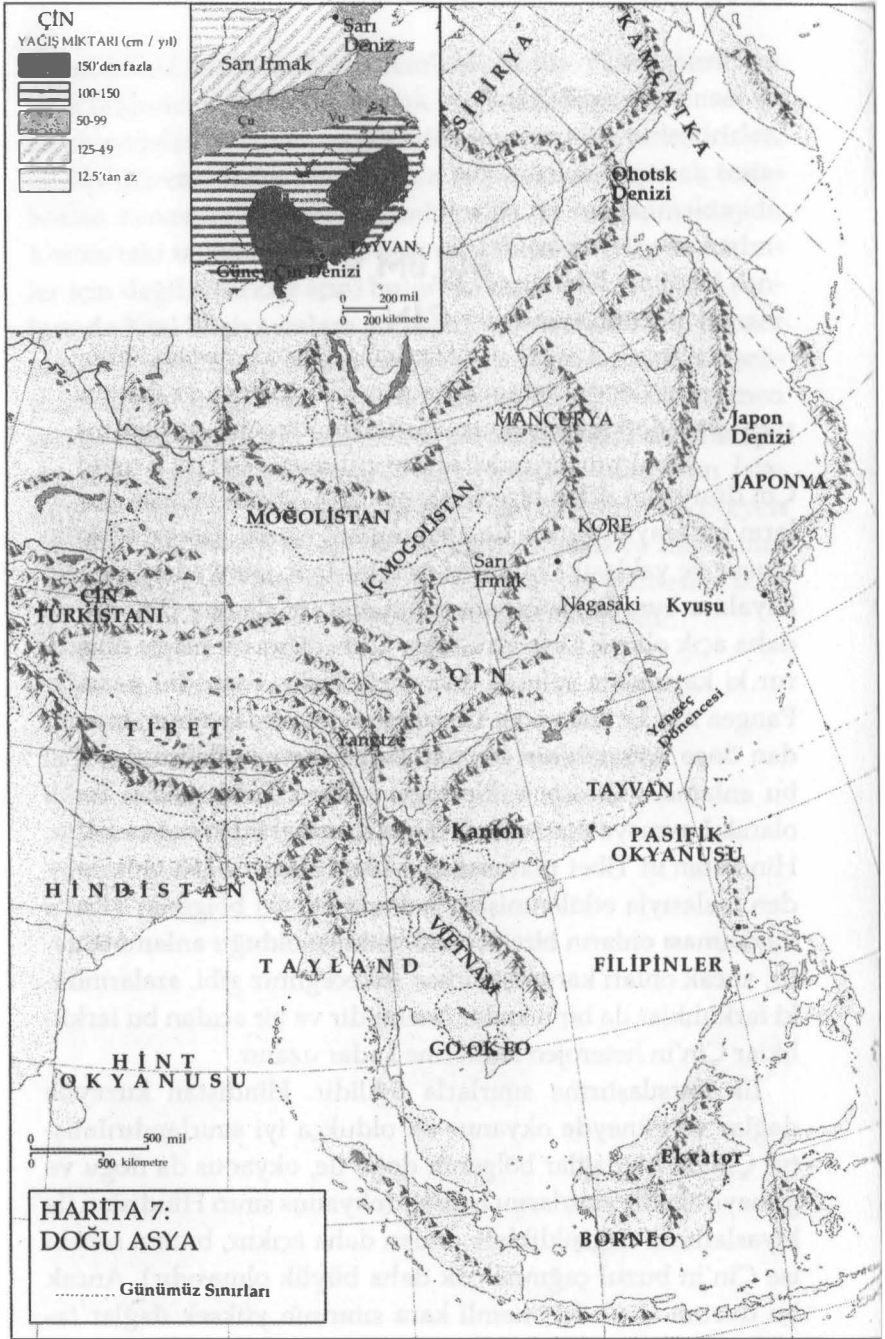 ÇİN
YAĞIŞ MİKTARI (cm / yıl)
150'den fazla
100-150
50-99
125-49
12.5'tan az
Sarı
Deniz
Sarı Irmak
Çu
Vu
TAYVAN
Güney Çin Denizi
0 200 mil
0 200 kilometre
SİBİRYA
KAMÇATKA
Ohotsk
Denizi
MANÇURYA
Japon
Denizi
JAPONYA
MOĞOLİSTAN
İÇ MOĞOLİSTAN
KORE
Sarı
Irmak
Nagasaki
Kyuşu
ÇİN
TÜRKİSTANI
ÇİN
TİBET
Yangtze
Yengeç
Dönencesi
TAYVAN
Kanton
PASİFİK
OKYANUSU
HİNDİSTAN
TAYLAND
VİETNAM
FİLİPİNLER
GO OK EO
HİNT
OKYANUSU
0 500 mil
0 500 kilometre
Ekvator
BORNEO
HARİTA 7:
DOĞU ASYA
Günümüz Sınırları